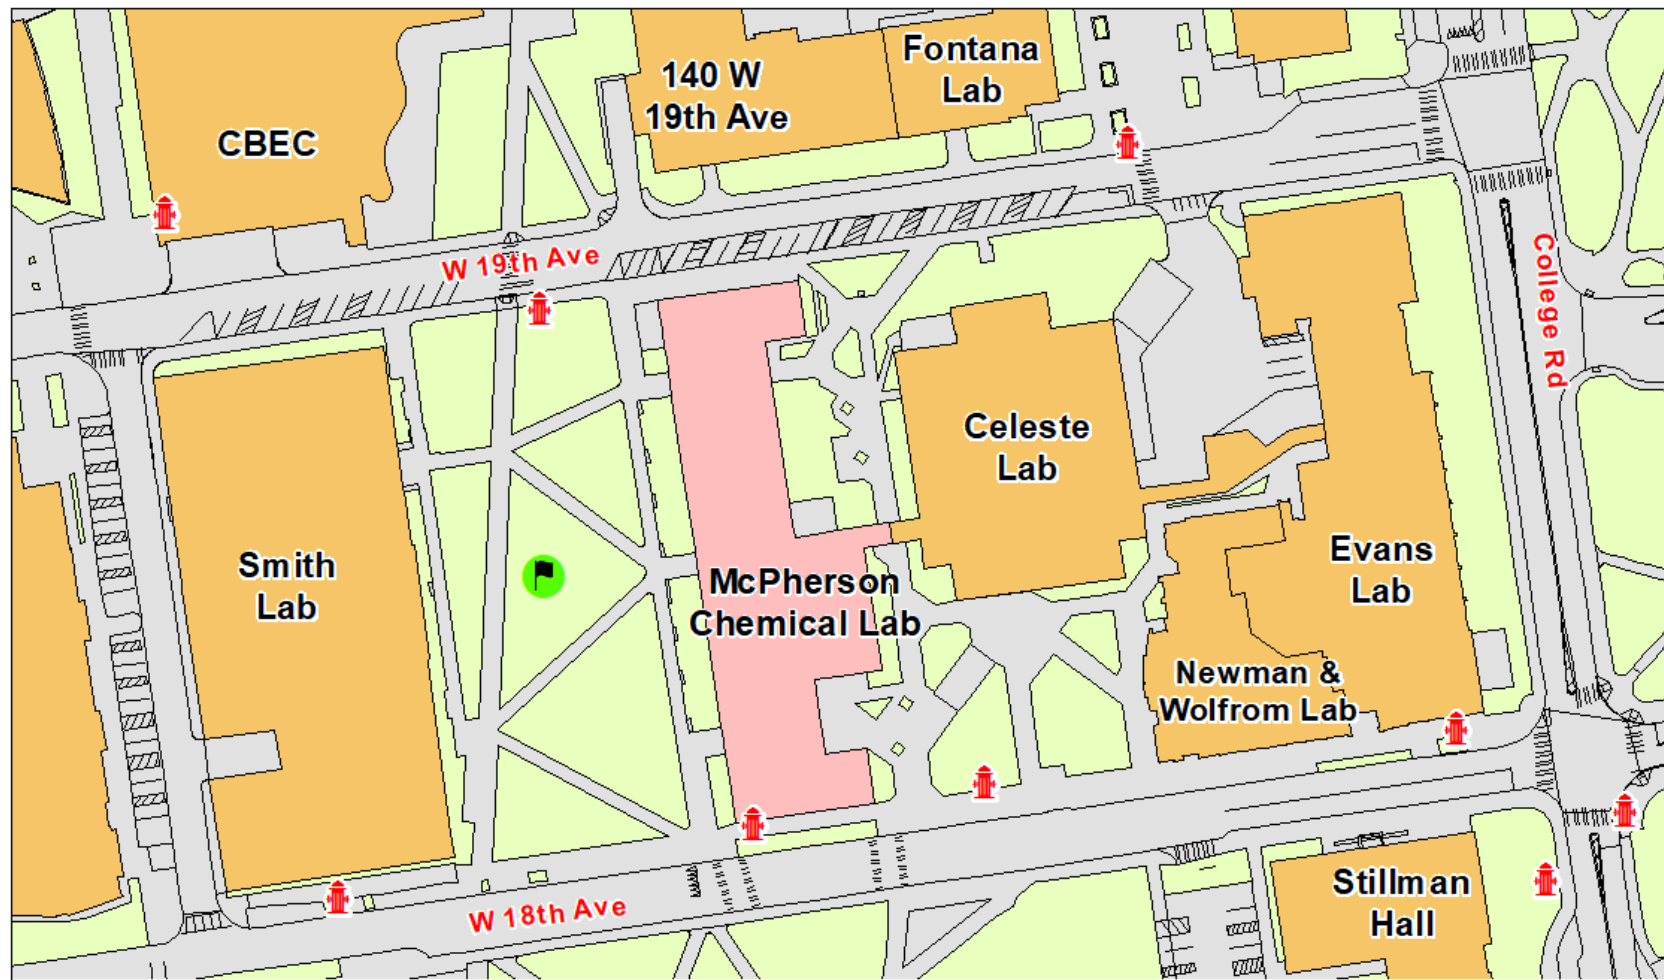 Fontana
Lab
140 W
19th Ave
CBEC
W 19th Ave
College Rd
Celeste
Lab
Smith
Lab
Evans
Lab
McPherson
Chemical Lab
Newman &
Wolfrom Lab
W 18th Ave
Stillman
Hall